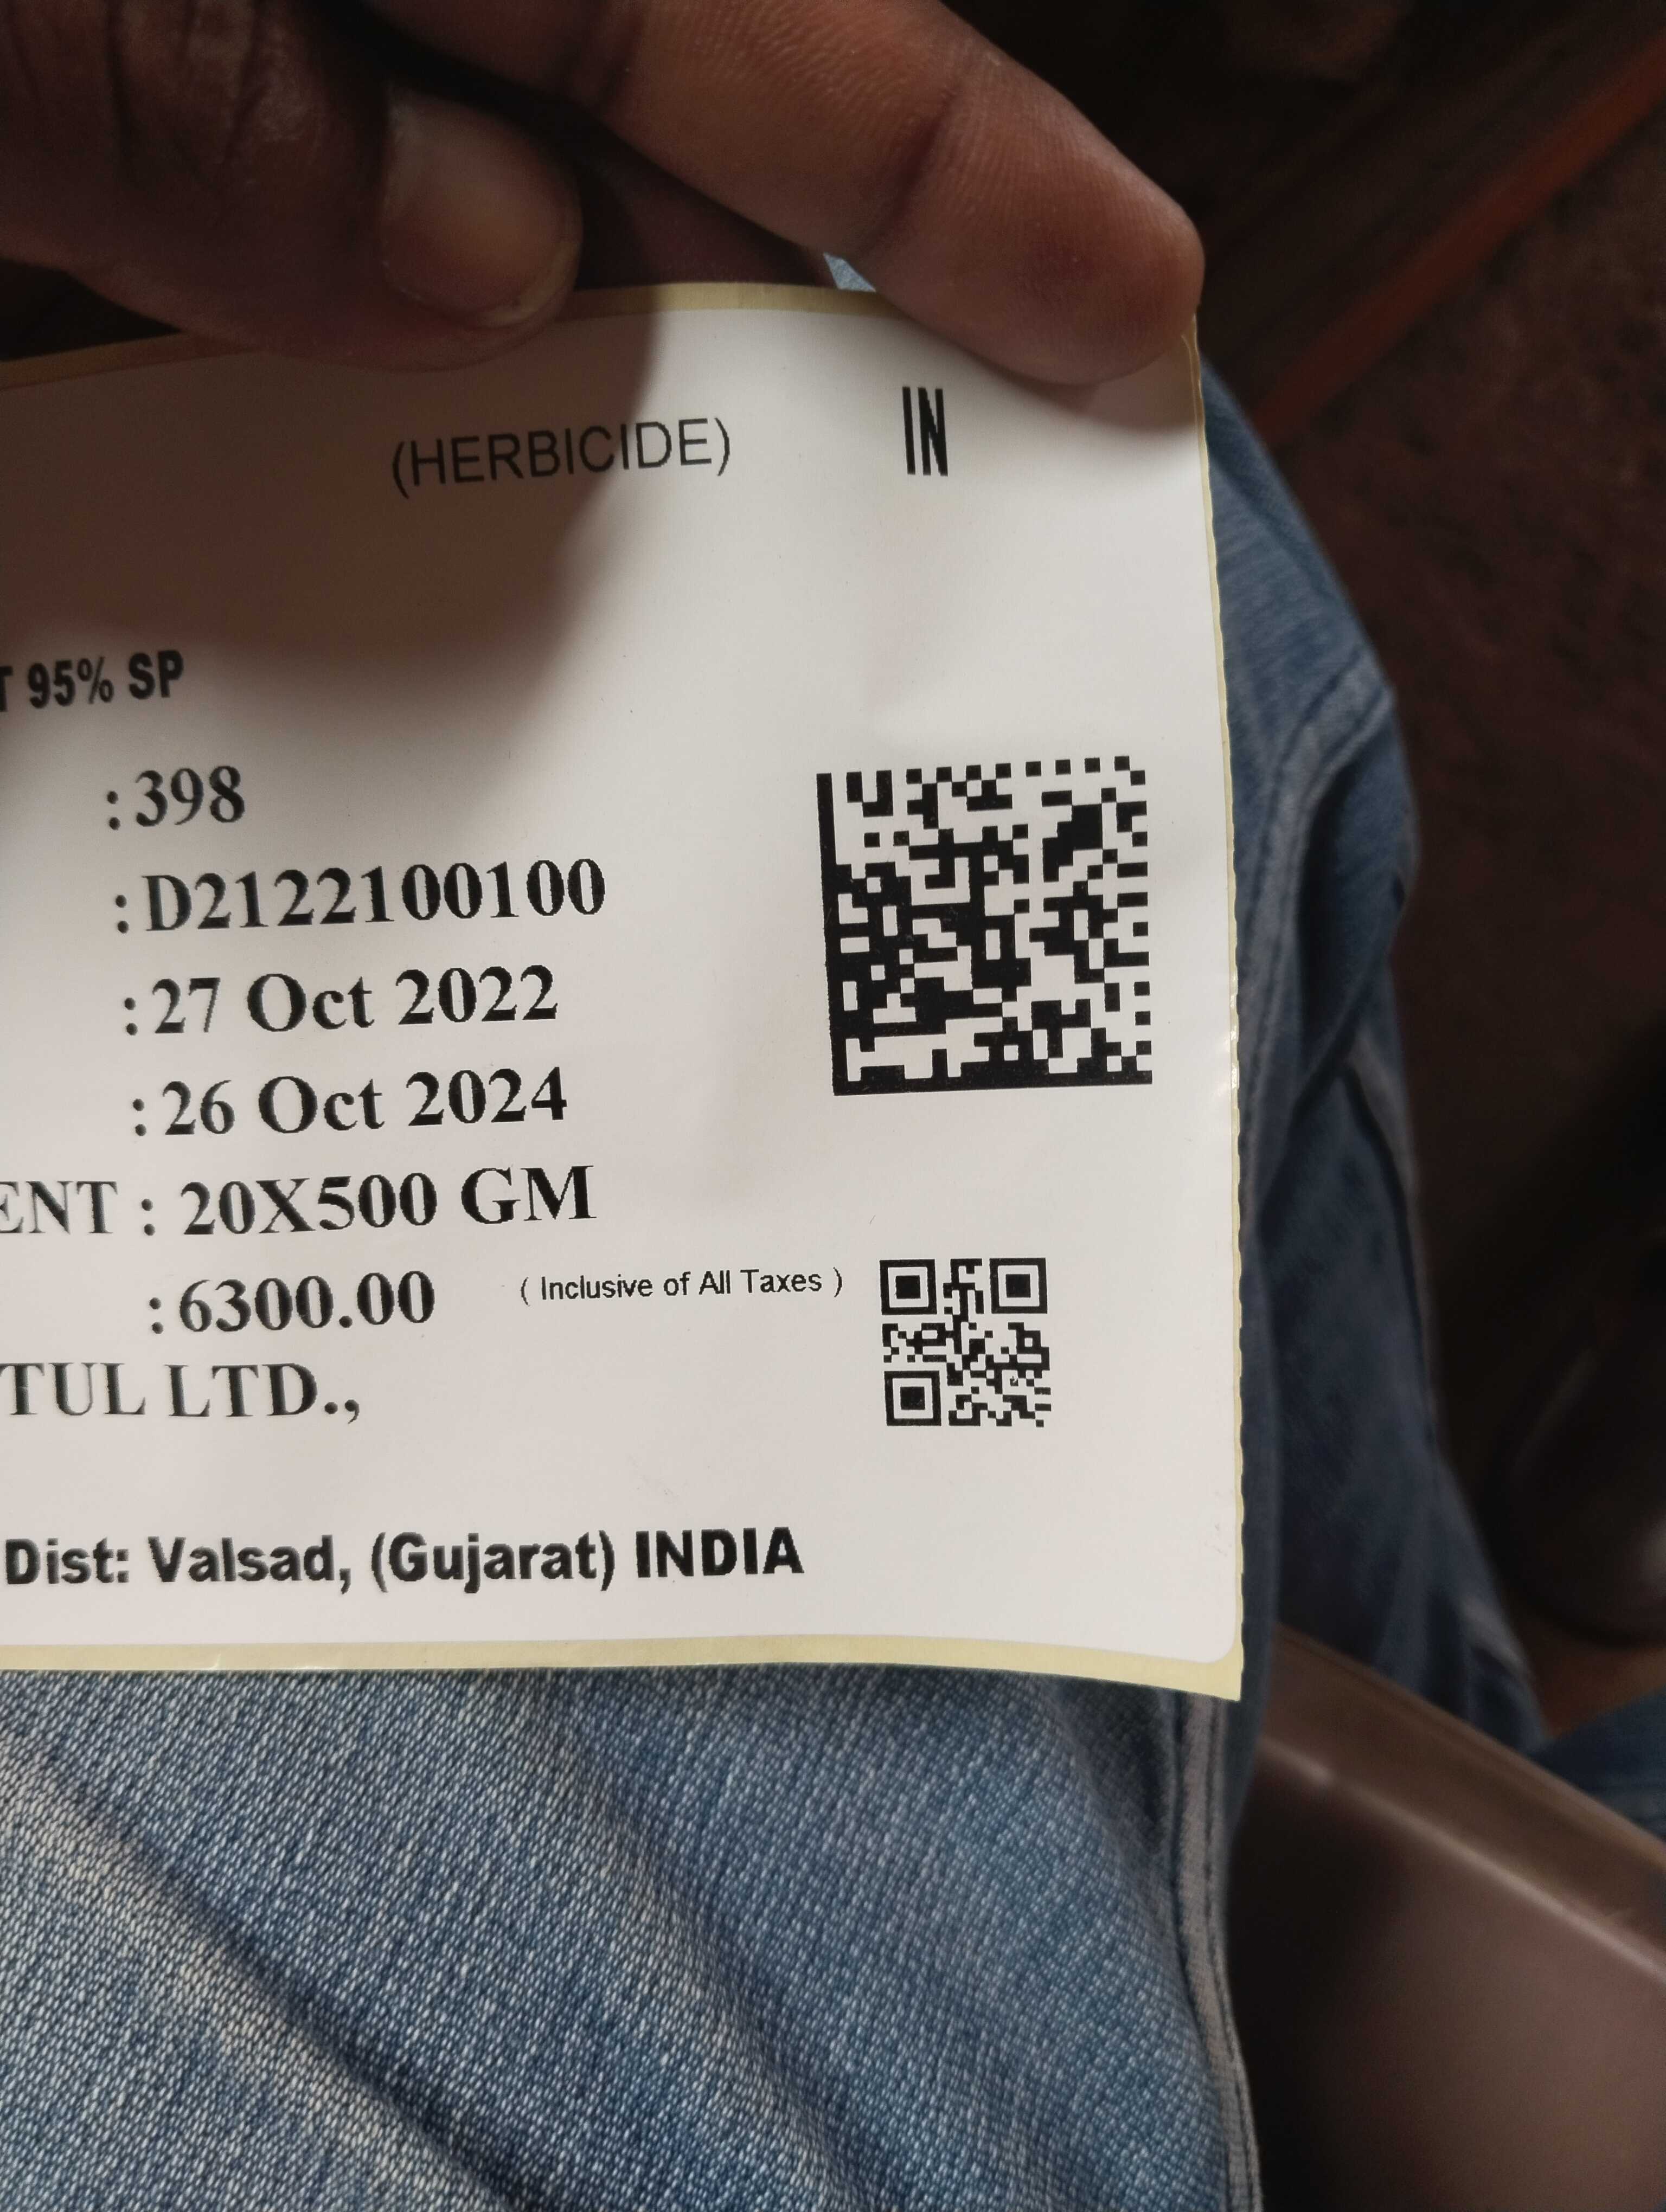 (HERBICIDE) IN
95% SP
:398
:D2122100100
:27 Oct 2022
:26 Oct 2024
ENT : 20X500 GM
:6300.00 ( Inclusive of All Taxes )
TUL LTD.,
Dist: Valsad, (Gujarat) INDIA